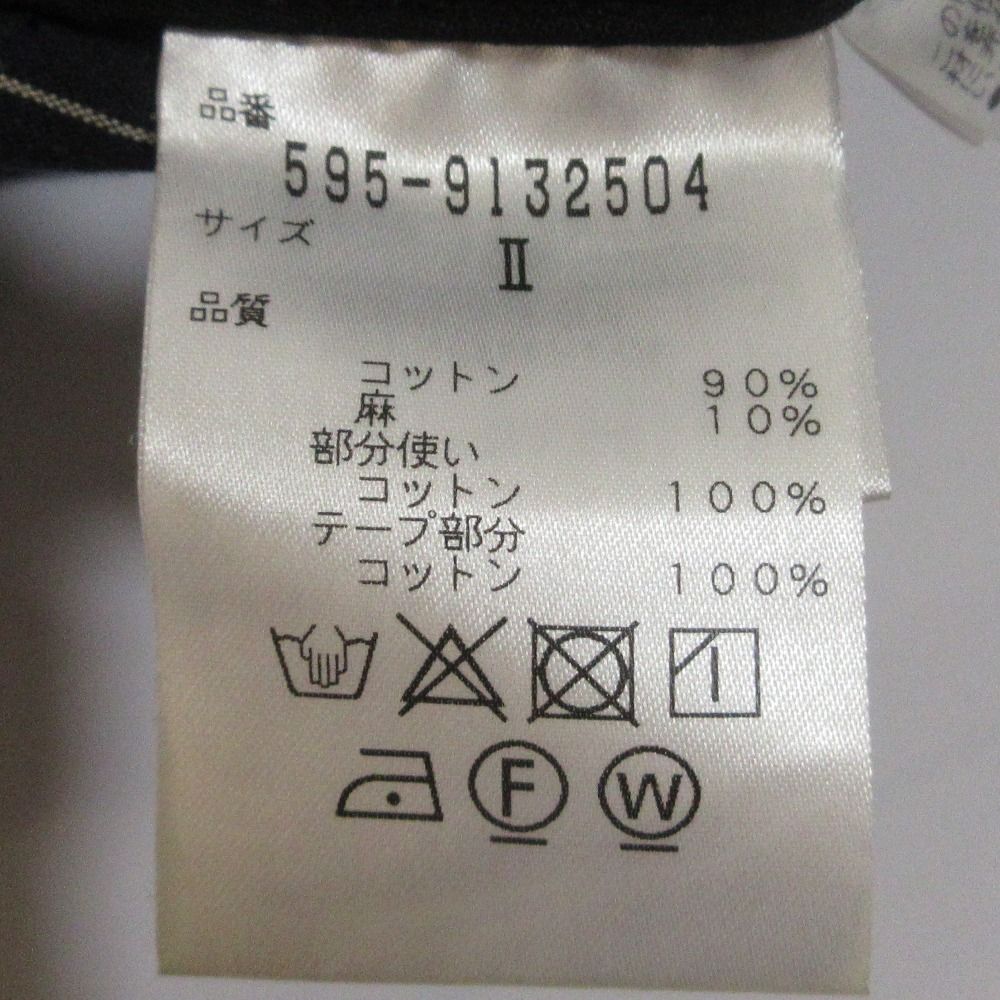 品番
595-9132504
サイズ
II
品質
コットン 90%
麻 10%
部分使い
コットン 100%
テープ部分
コットン 100%
F W